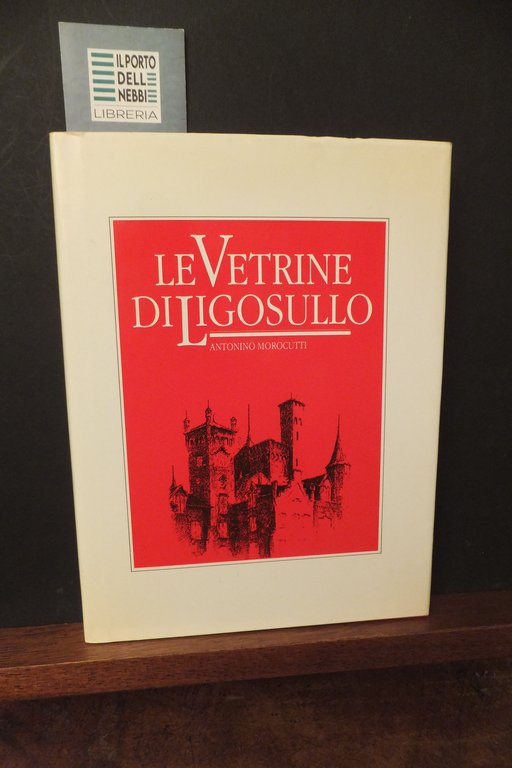 IL PORTO
DELL
NEBBI
LIBRERIA
LE VETRINE
DI LIGOSULLO
ANTONINO MOROCUTTI